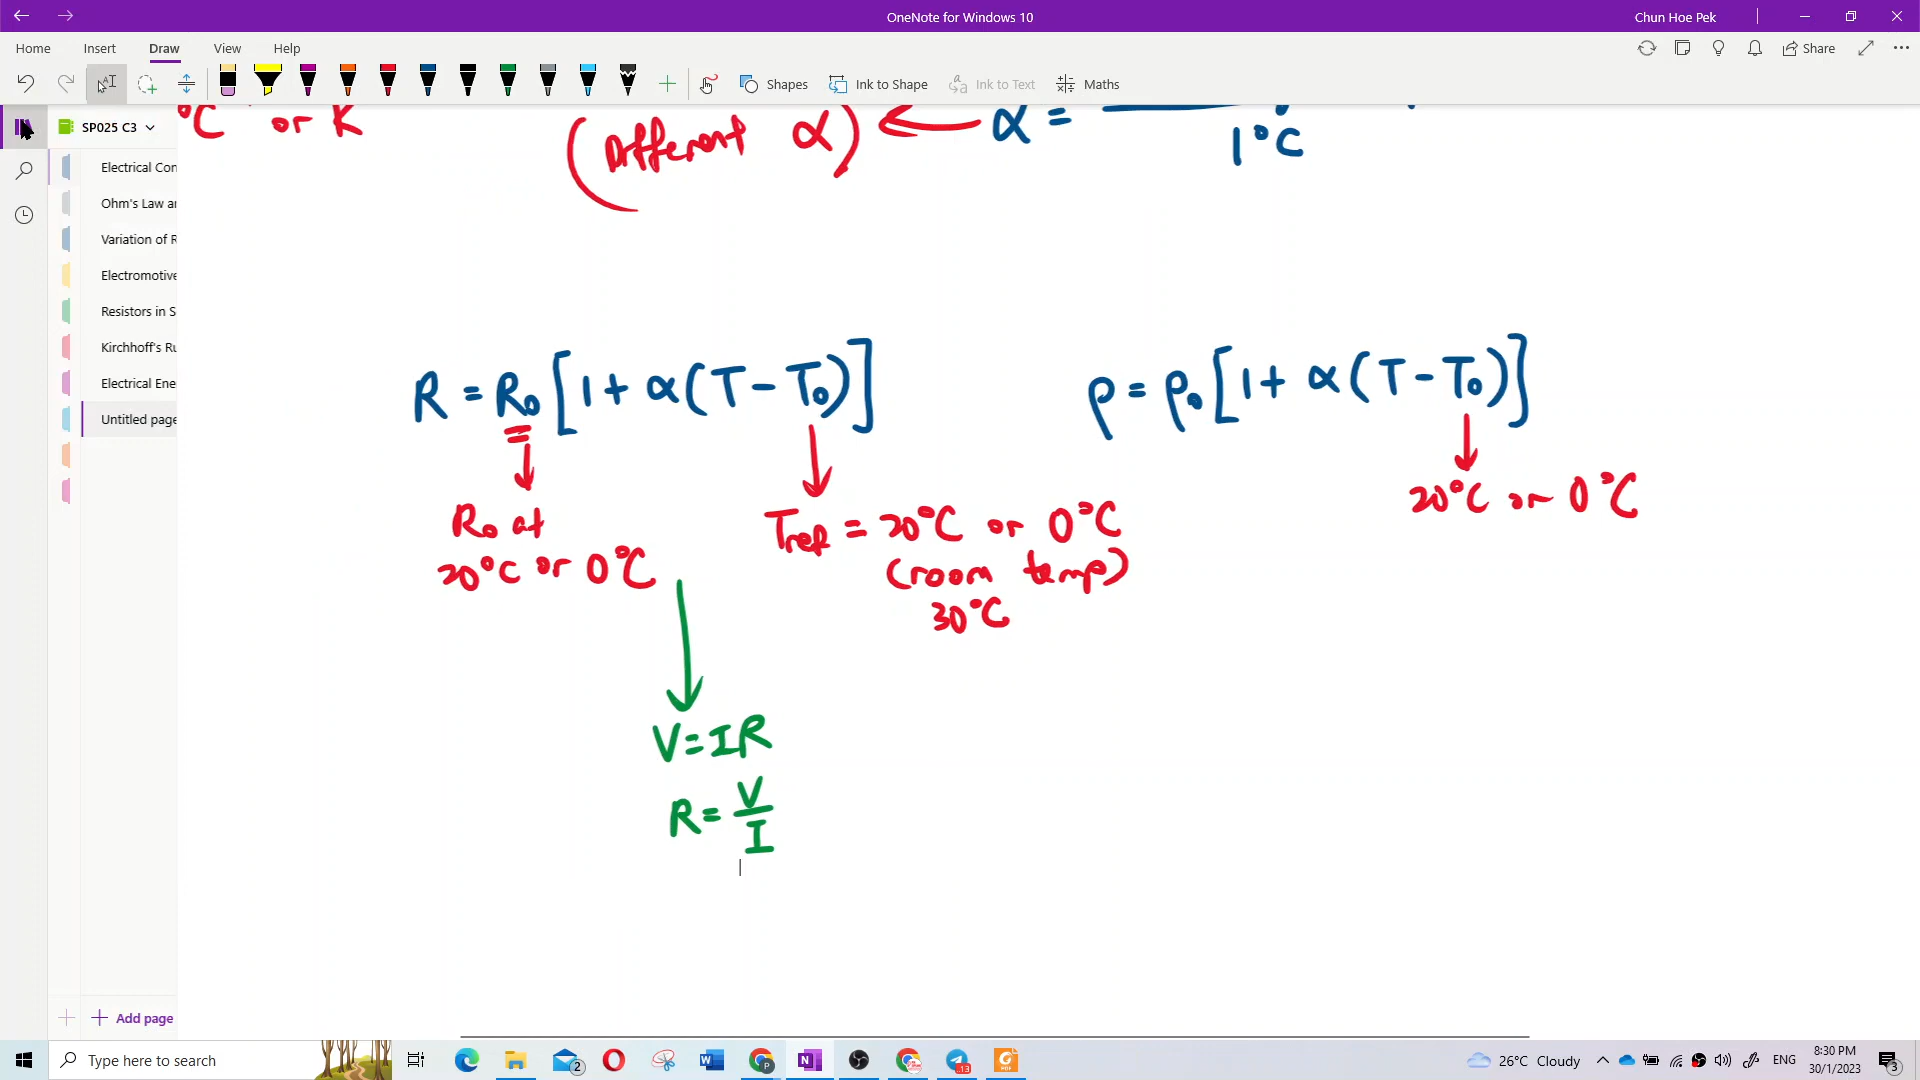 OneNote for Windows 10
Chun Hoe Pek
Home Insert Draw View Help
Share
Shapes
Ink to Shape
Ink to Text
Maths
SP025 C3
Electrical Con
Ohm's Law an
Variation of R
Electromotive
Resistors in S
Kirchhoff's Ru
Electrical Ene
Untitled page
Add page
°C or K
(Different α)
α =
1°C
R = R₀[1 + α(T − T₀)]
ρ = ρ₀[1 + α(T − T₀)]
R₀ at
20°C or 0°C
Tref = 20°C or 0°C
(room temp)
30°C
20°C or 0°C
V = IR
R = V/I
Type here to search
2
13
26°C Cloudy
ENG
8:30 PM
30/1/2023
3